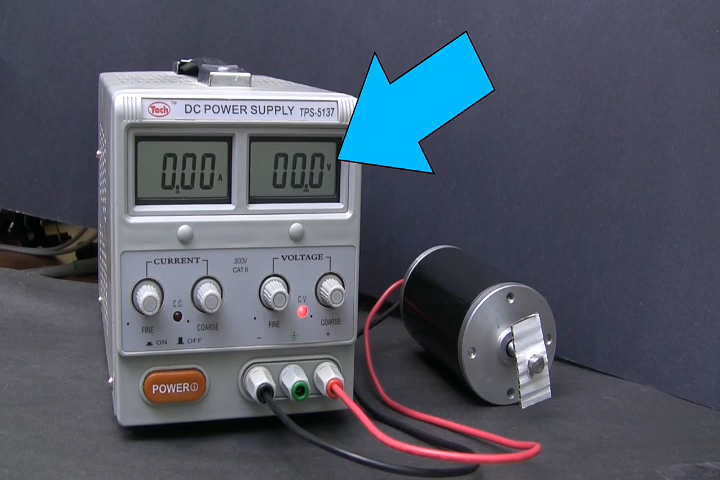 Tech™ DC POWER SUPPLY TPS-5137
0.00 A 00.0 V
CURRENT 300V CAT II VOLTAGE
C.C. C.V
FINE COARSE FINE COARSE
ON OFF - +
POWER